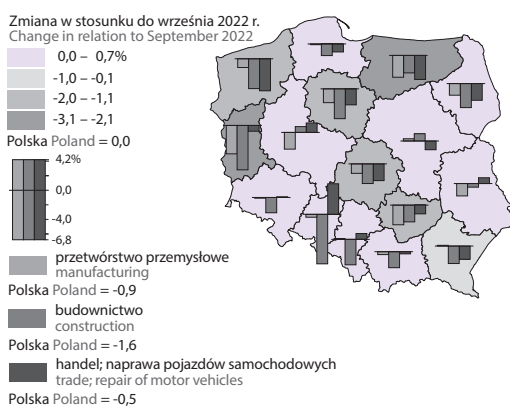 Zmiana w stosunku do września 2022 r.
Change in relation to September 2022
0,0 – 0,7%
-1,0 – -0,1
-2,0 – -1,1
-3,1 – -2,1
Polska Poland = 0,0
4,2%
0,0
-4,0
-6,8
przetwórstwo przemysłowe
manufacturing
Polska Poland = -0,9
budownictwo
construction
Polska Poland = -1,6
handel; naprawa pojazdów samochodowych
trade; repair of motor vehicles
Polska Poland = -0,5